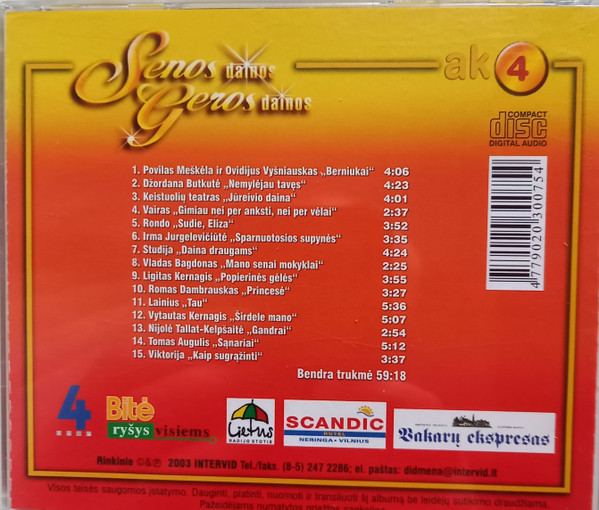 Senos dainos
Geros dainos
ak 4
COMPACT
disc
DIGITAL AUDIO
1. Povilas Meškėla ir Ovidijus Vyšniauskas „Berniukai“ 4:06
2. Džordana Butkutė „Nemylėjau tavęs“ 4:23
3. Keistuolių teatras „Jūreivio daina“ 4:01
4. Vairas „Gimiau nei per anksti, nei per vėlai“ 2:37
5. Rondo „Sudie, Eliza“ 3:52
6. Irma Jurgelevičiūtė „Sparnuotosios supynės“ 3:35
7. Studija „Daina draugams“ 4:24
8. Vladas Bagdonas „Mano senai mokyklai“ 2:25
9. Ligitas Kernagis „Popierinės gėlės“ 3:55
10. Romas Dambrauskas „Princesė“ 3:27
11. Lainius „Tau“ 5:36
12. Vytautas Kernagis „Širdele mano“ 5:07
13. Nijolė Tallat-Kelpšaitė „Gandrai“ 2:54
14. Tomas Augulis „Sąnariai“ 5:12
15. Viktorija „Kaip sugrąžinti“ 3:37
Bendra trukmė 59:18
4779020300754
4
Bitė
ryšys visiems
Lietus
RADIJO STOTIS
SCANDIC
HOTEL
NERINGA • VILNIUS
Vakarų ekspresas
Rinkinio ©&℗ 2003 INTERVID Tel./faks. (8-5) 247 2286; el. paštas: didmena@intervid.lt
Visos teisės saugomos įstatymo. Dauginti, platinti, nuomoti ir transliuoti šį albumą be leidėjų sutikimo draudžiama.
Pažeidėjams numatytos griežtos sankcijos.